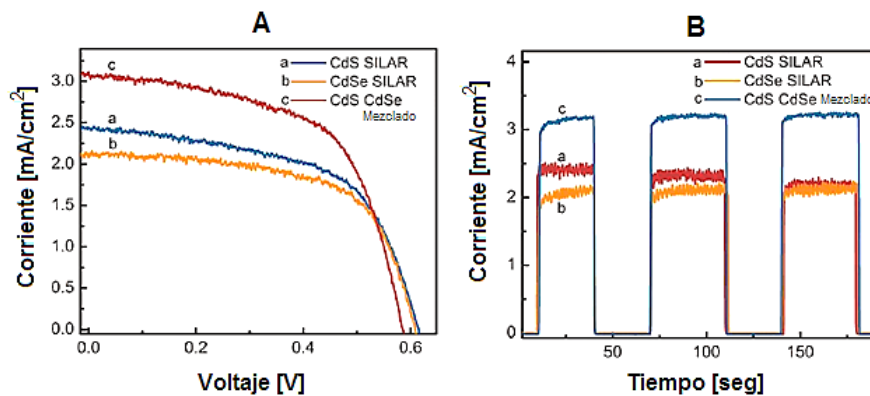 A
Corriente [mA/cm²]
3.0
2.5
2.0
1.5
1.0
0.5
0.0
c
a
b
a CdS SILAR
b CdSe SILAR
c CdS CdSe
Mezclado
0.0 0.2 0.4 0.6
Voltaje [V]
B
Corriente [mA/cm²]
4
3
2
1
0
a CdS SILAR
b CdSe SILAR
c CdS CdSe Mezclado
c
a
b
50 100 150
Tiempo [seg]